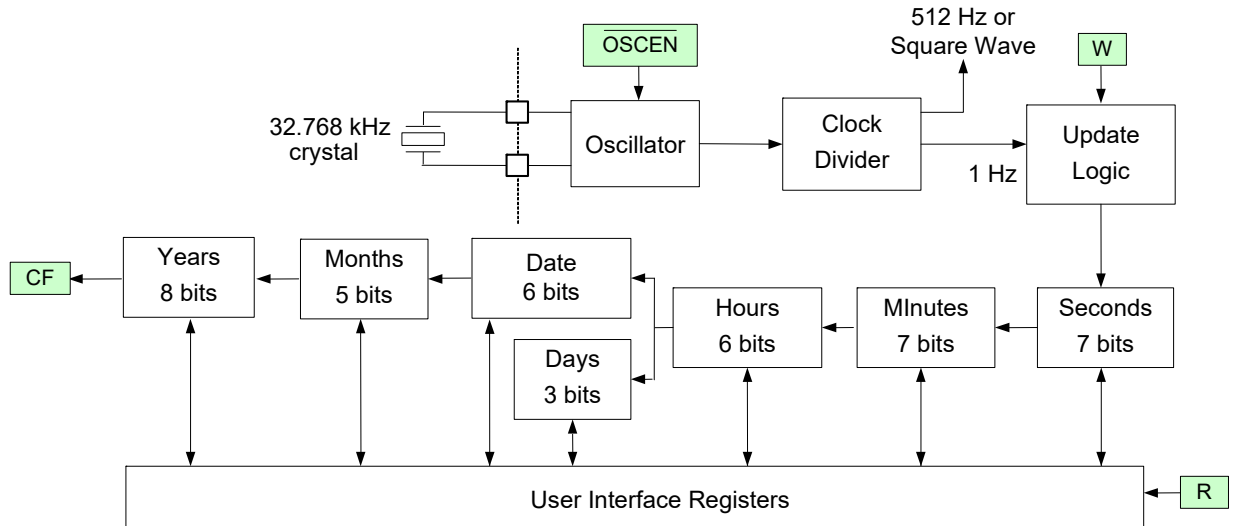 512 Hz or
Square Wave
OSCEN
W
32.768 kHz
crystal
Oscillator
Clock
Divider
1 Hz
Update
Logic
CF
Years
8 bits
Months
5 bits
Date
6 bits
Days
3 bits
Hours
6 bits
MInutes
7 bits
Seconds
7 bits
User Interface Registers
R